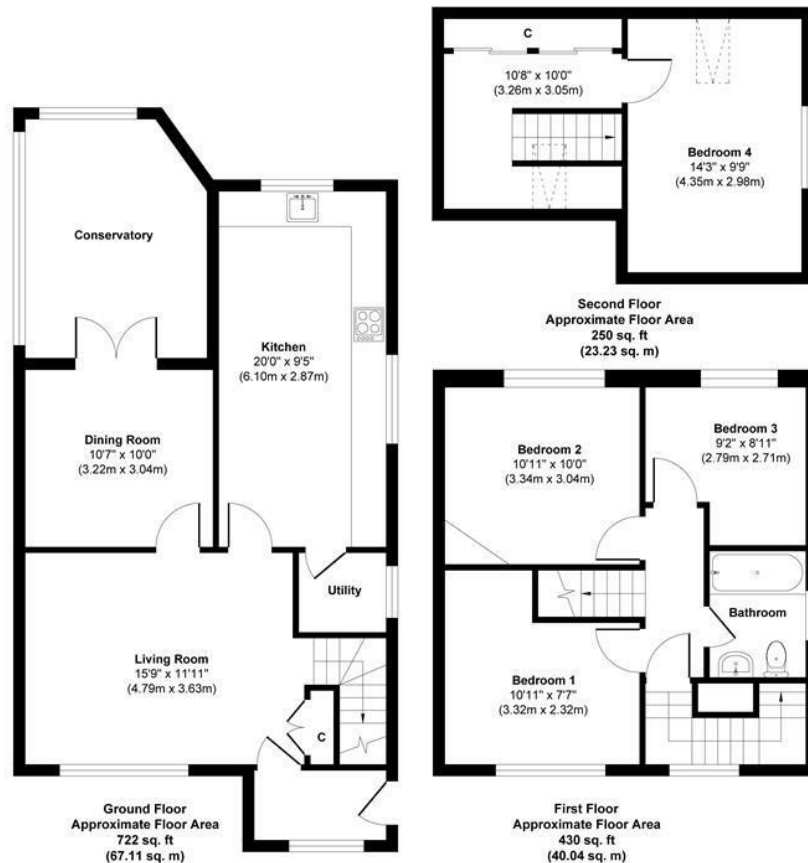 Conservatory
Kitchen
20'0" x 9'5"
(6.10m x 2.87m)
Dining Room
10'7" x 10'0"
(3.22m x 3.04m)
Utility
Living Room
15'9" x 11'11"
(4.79m x 3.63m)
C
Ground Floor
Approximate Floor Area
722 sq. ft
(67.11 sq. m)
C
10'8" x 10'0"
(3.26m x 3.05m)
Bedroom 4
14'3" x 9'9"
(4.35m x 2.98m)
Second Floor
Approximate Floor Area
250 sq. ft
(23.23 sq. m)
Bedroom 2
10'11" x 10'0"
(3.34m x 3.04m)
Bedroom 3
9'2" x 8'11"
(2.79m x 2.71m)
Bathroom
Bedroom 1
10'11" x 7'7"
(3.32m x 2.32m)
First Floor
Approximate Floor Area
430 sq. ft
(40.04 sq. m)